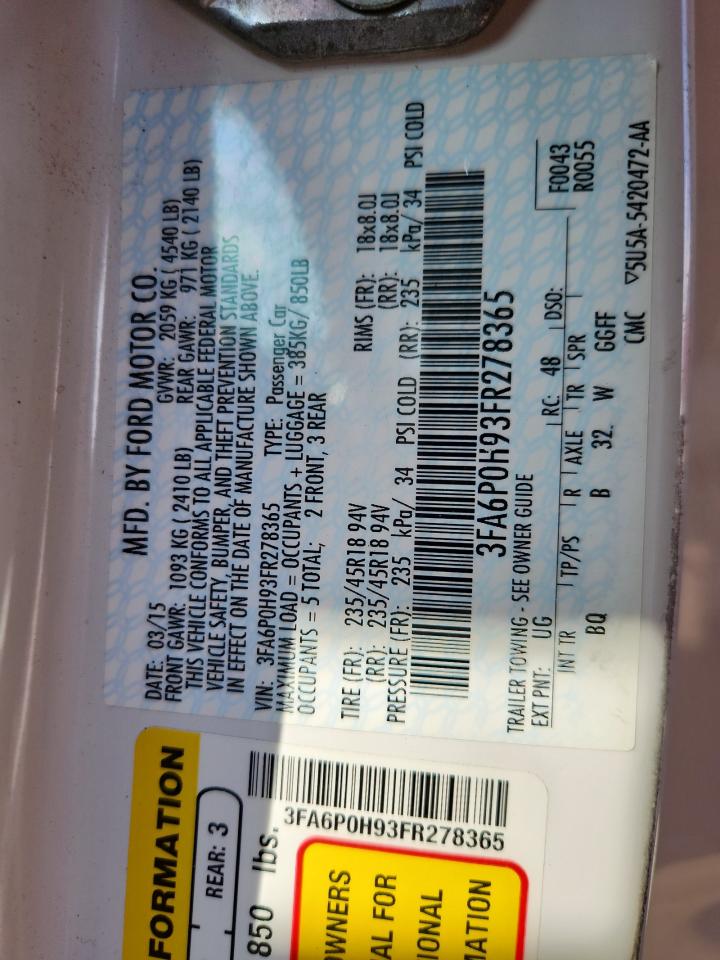 MFD. BY FORD MOTOR CO.
DATE: 03/15 GVWR: 2059 KG ( 4540 LB)
FRONT GAWR: 1093 KG ( 2410 LB) REAR GAWR: 971 KG ( 2140 LB)
THIS VEHICLE CONFORMS TO ALL APPLICABLE FEDERAL MOTOR
VEHICLE SAFETY, BUMPER, AND THEFT PREVENTION STANDARDS
IN EFFECT ON THE DATE OF MANUFACTURE SHOWN ABOVE.
VIN: 3FA6P0H93FR278365 TYPE: Passenger Car
MAXIMUM LOAD = OCCUPANTS + LUGGAGE = 385KG/ 850LB
OCCUPANTS = 5 TOTAL; 2 FRONT, 3 REAR
TIRE (FR): 235/45R18 94V RIMS (FR): 18x8.0J
(RR): 235/45R18 94V (RR): 18x8.0J
PRESSURE (FR): 235 kPa/ 34 PSI COLD (RR): 235 kPa/ 34 PSI COLD
3FA6P0H93FR278365
TRAILER TOWING - SEE OWNER GUIDE
EXT PNT: UG RC: 48 DSO: F0043
R0055
INT TR TP/PS R AXLE TR SPR
BQ B 32. W GGFF
CMC ▽5U5A-5420472-AA
FORMATION
REAR: 3
850 lbs.
3FA6P0H93FR278365
OWNERS
AL FOR
IONAL
MATION